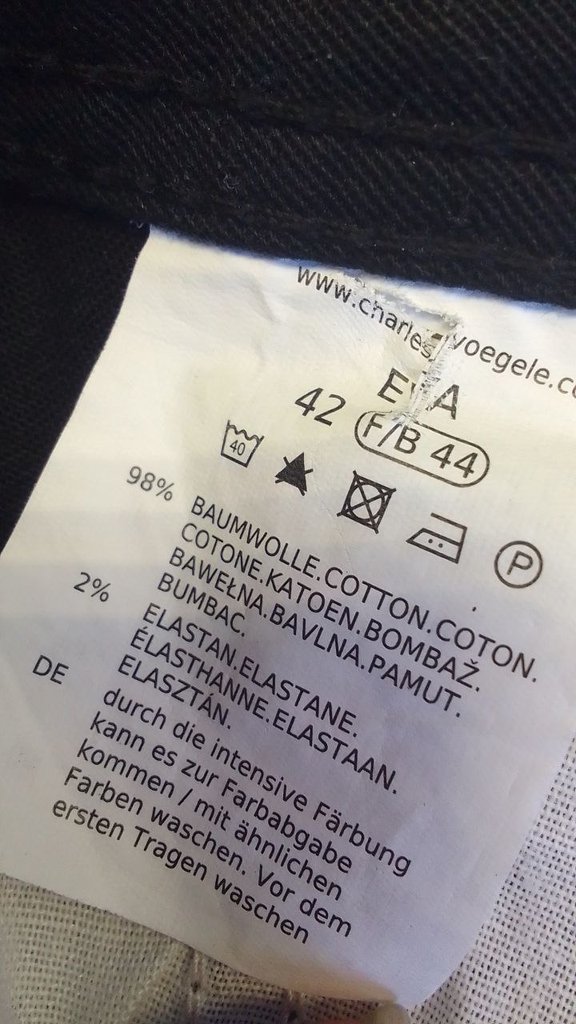 www.charles voegele.c
EVA
42 F/B 44
40 P
98% BAUMWOLLE.COTTON.COTON.
COTONE.KATOEN.BOMBAŽ.
BAWEŁNA.BAVLNA.PAMUT.
BUMBAC.
2% ELASTAN.ELASTANE.
ÉLASTHANNE.ELASTAAN.
ELASZTÁN.
DE durch die intensive Färbung
kann es zur Farbabgabe
kommen / mit ähnlichen
Farben waschen. Vor dem
ersten Tragen waschen